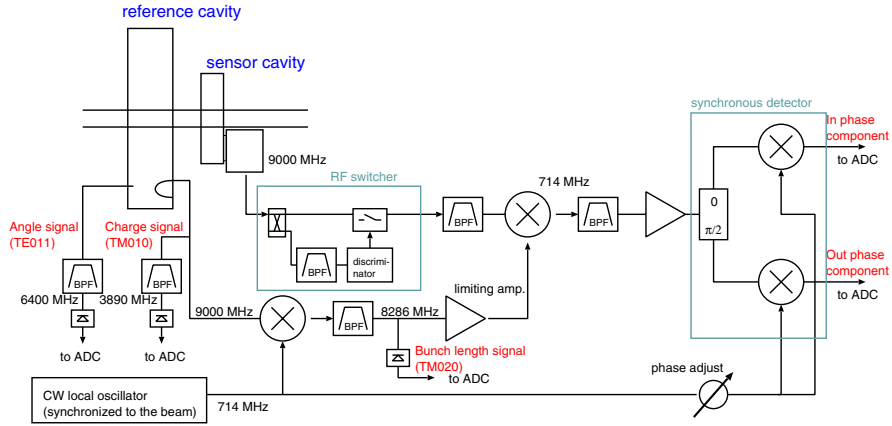 reference cavity
sensor cavity
9000 MHz
synchronous detector
In phase
component
to ADC
RF switcher
714 MHz
BPF
BPF
0
π/2
Angle signal
(TE011)
Charge signal
(TM010)
BPF
discrimi-
nator
Out phase
component
to ADC
BPF
BPF
6400 MHz
3890 MHz
9000 MHz
BPF
8286 MHz
limiting amp.
to ADC
to ADC
Bunch length signal
(TM020)
to ADC
phase adjust
CW local oscillator
(synchronized to the beam)
714 MHz